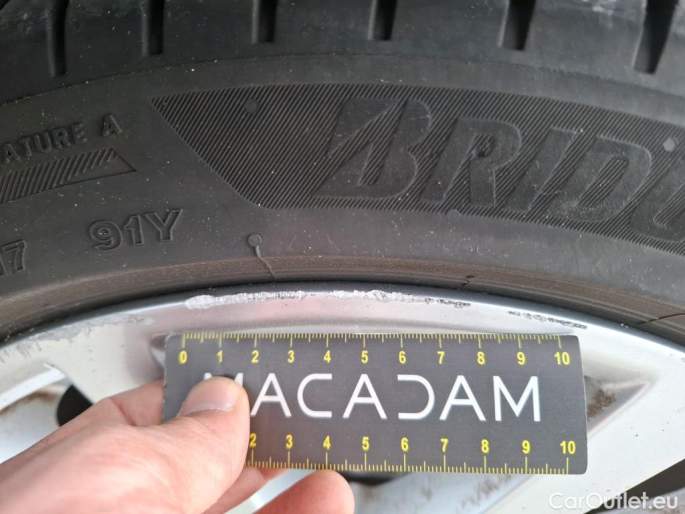 BRIDG
ATURE A
17 91Y
0 1 2 3 4 5 6 7 8 9 10
MACADAM
2 3 4 5 6 7 8 9 10
CarOutlet.eu